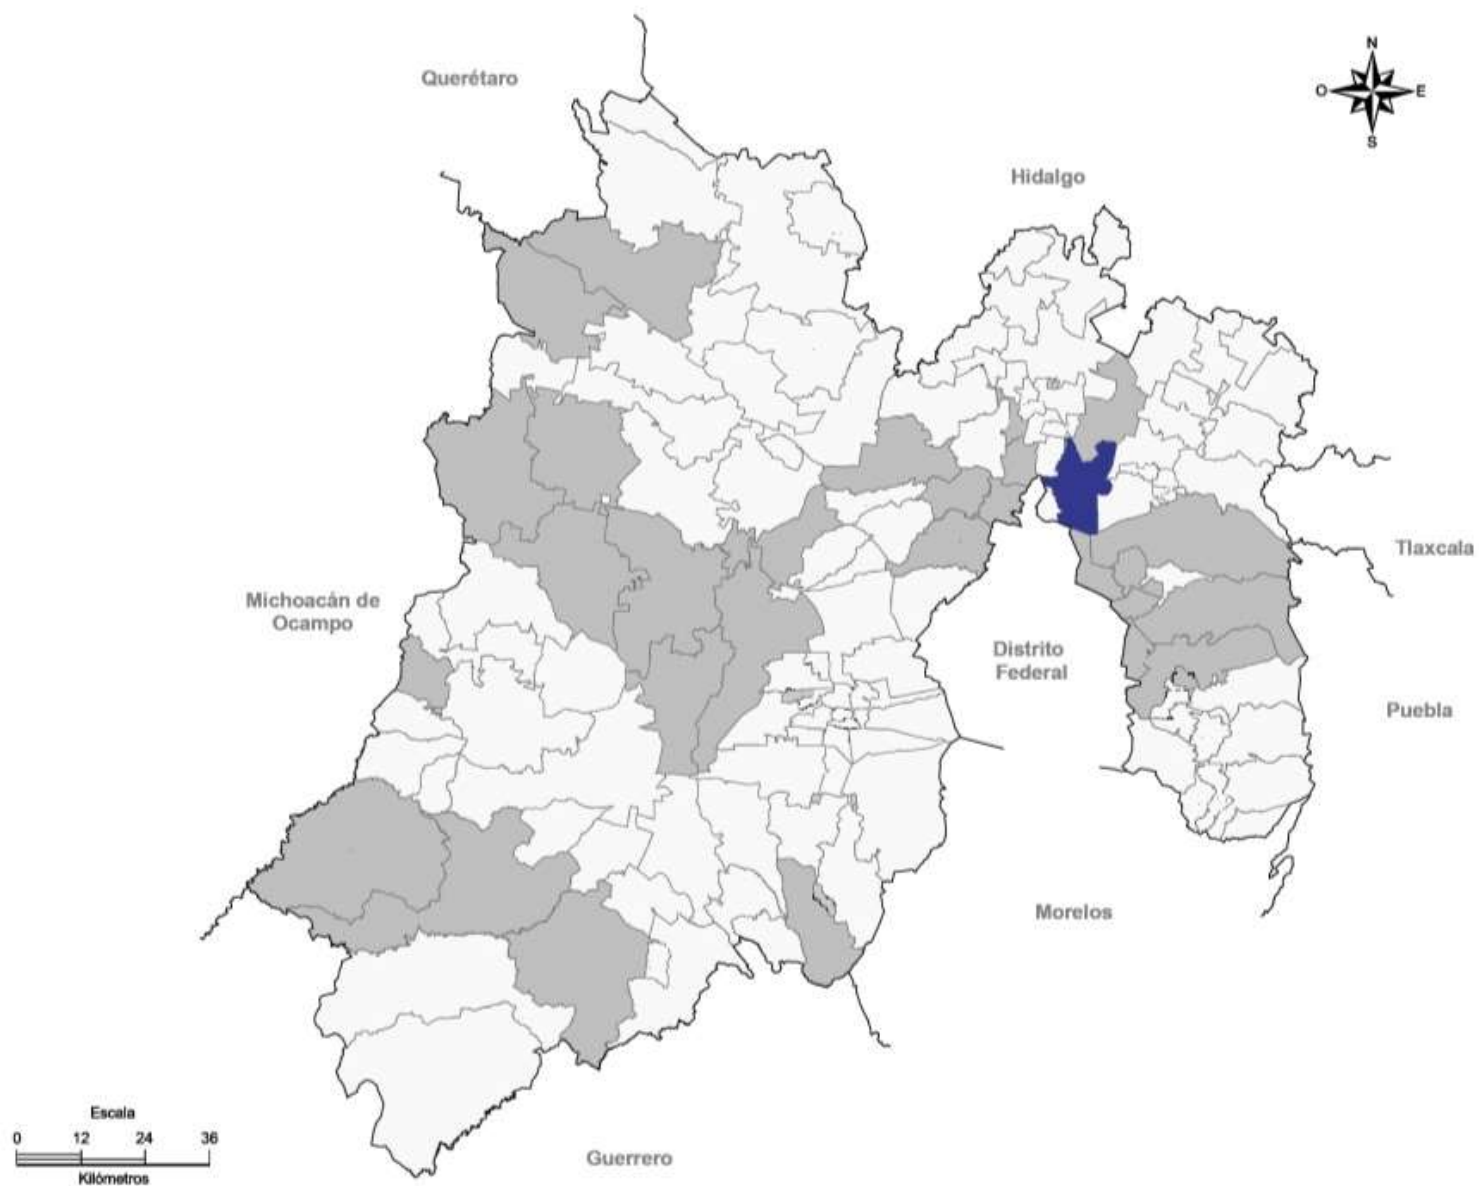 Querétaro
N
O
E
S
Hidalgo
Tlaxcala
Michoacán de
Ocampo
Distrito
Federal
Puebla
Morelos
Escala
0 12 24 36
Kilómetros
Guerrero